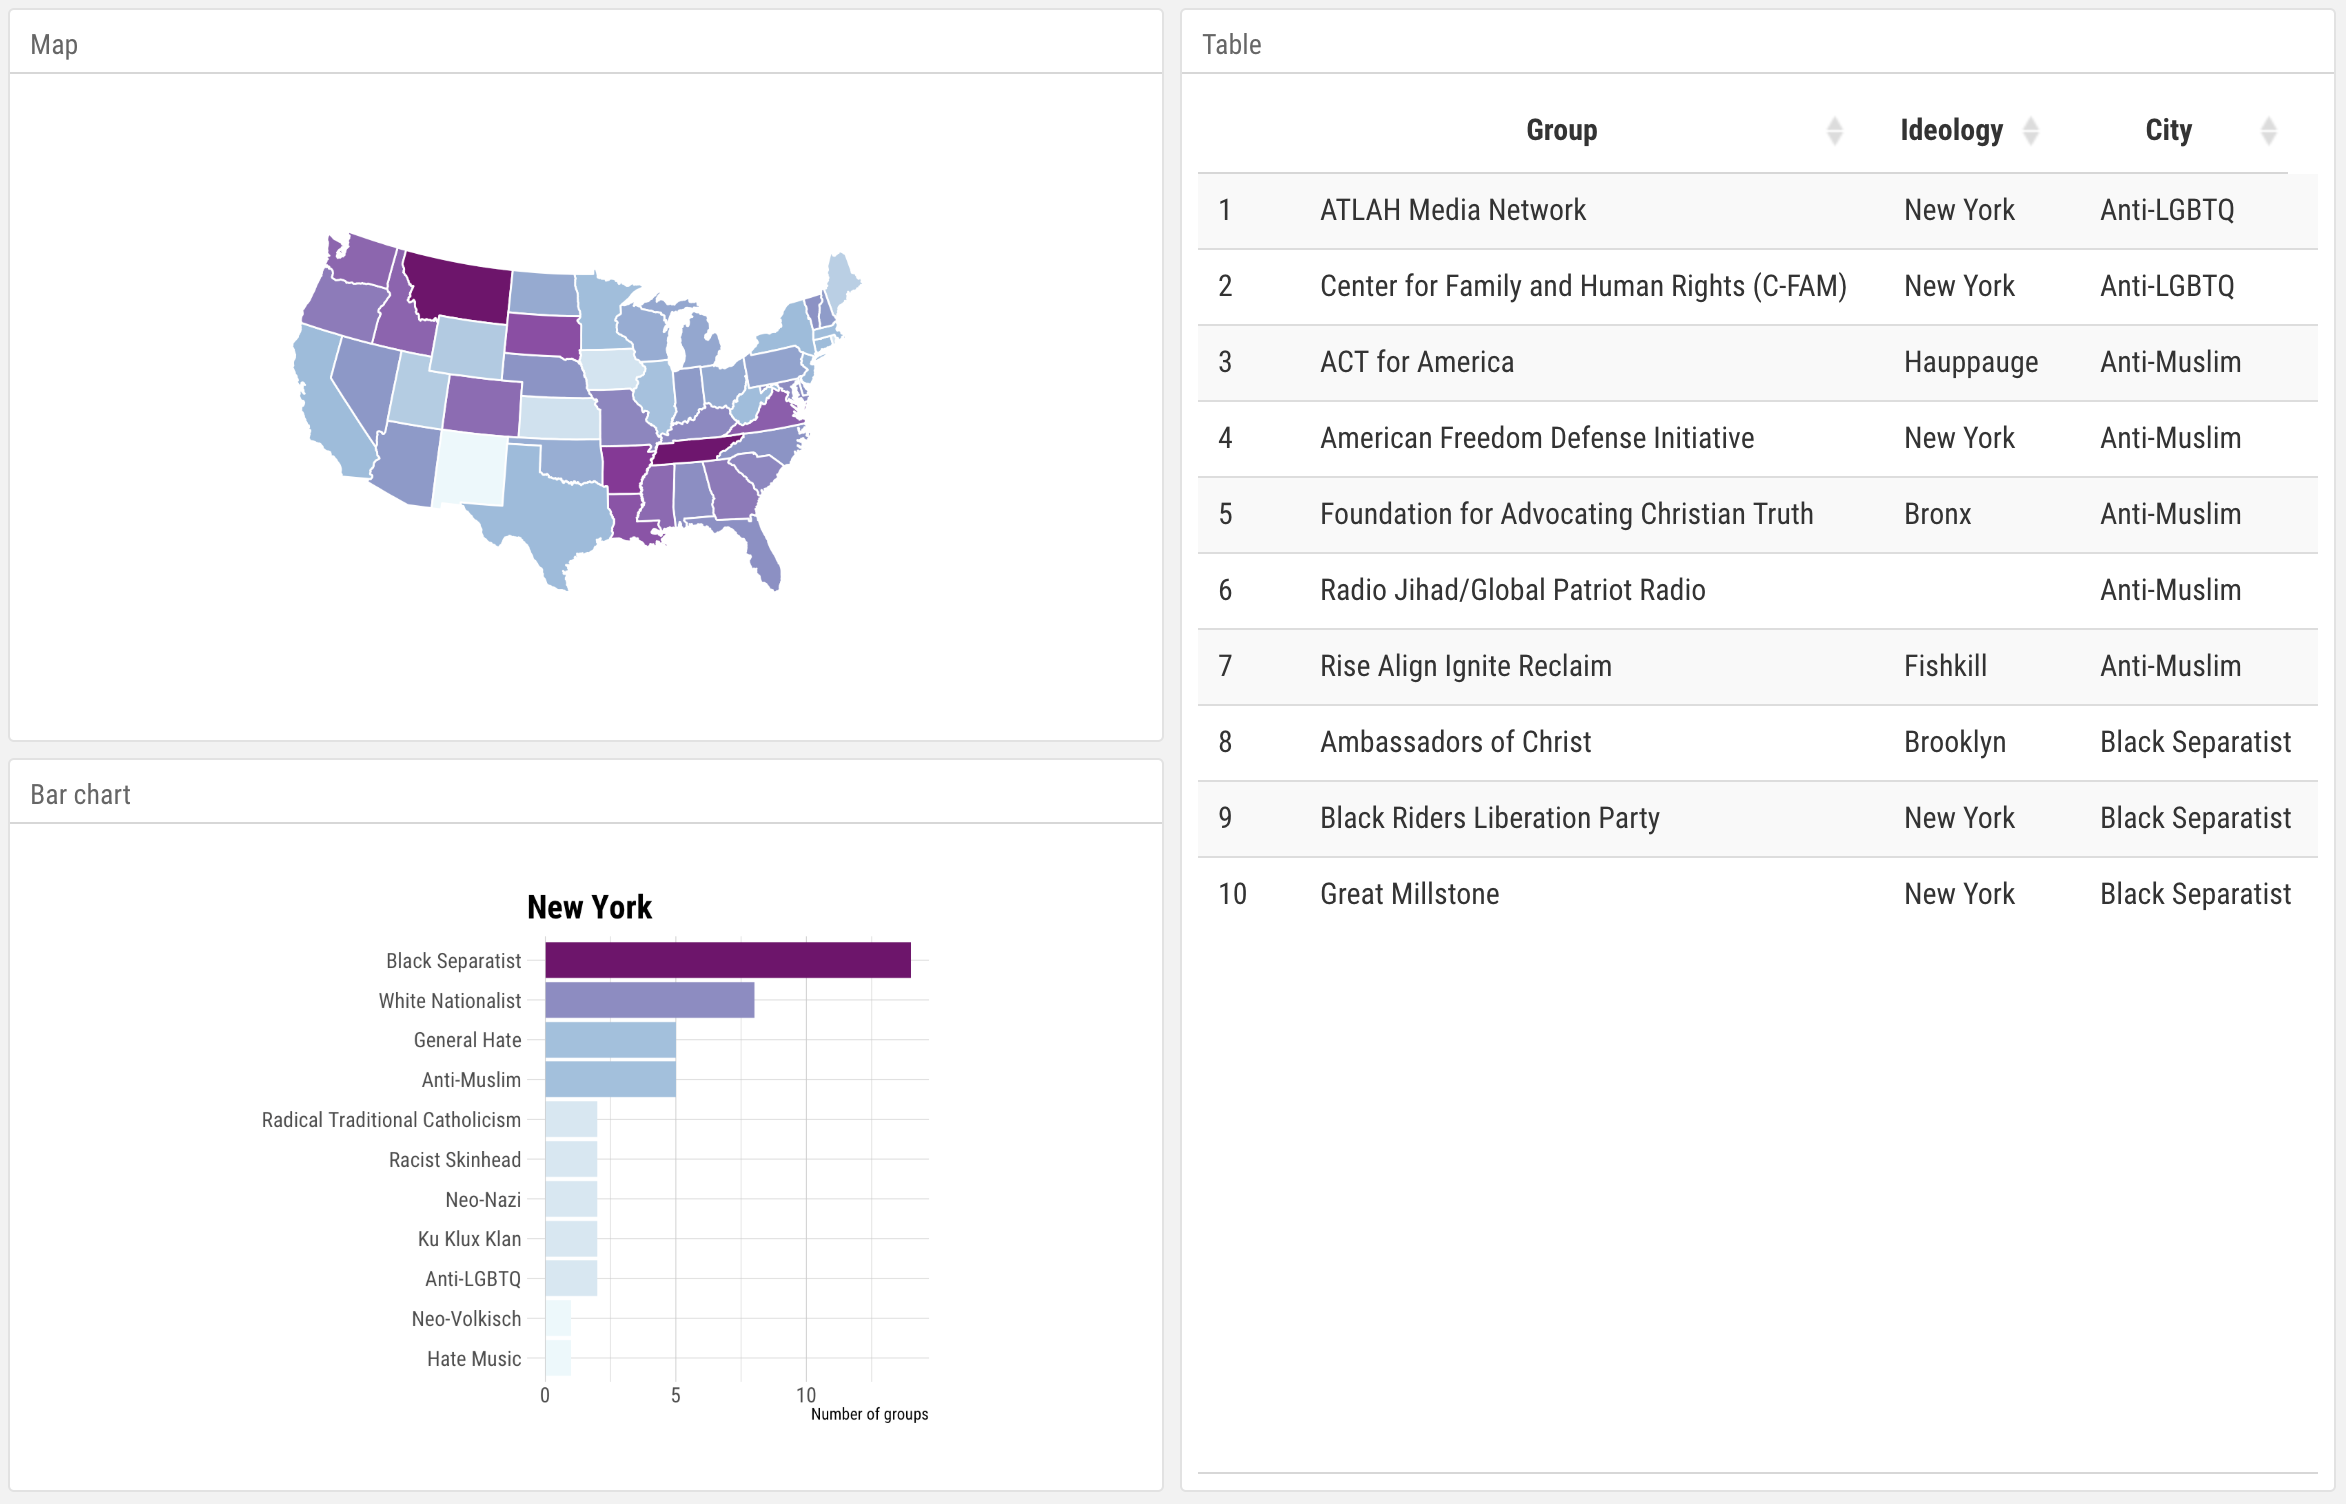 Map
Bar chart
New York
Black Separatist
White Nationalist
General Hate
Anti-Muslim
Radical Traditional Catholicism
Racist Skinhead
Neo-Nazi
Ku Klux Klan
Anti-LGBTQ
Neo-Volkisch
Hate Music
0 5 10
Number of groups
Table
Group Ideology City
1 ATLAH Media Network New York Anti-LGBTQ
2 Center for Family and Human Rights (C-FAM) New York Anti-LGBTQ
3 ACT for America Hauppauge Anti-Muslim
4 American Freedom Defense Initiative New York Anti-Muslim
5 Foundation for Advocating Christian Truth Bronx Anti-Muslim
6 Radio Jihad/Global Patriot Radio Anti-Muslim
7 Rise Align Ignite Reclaim Fishkill Anti-Muslim
8 Ambassadors of Christ Brooklyn Black Separatist
9 Black Riders Liberation Party New York Black Separatist
10 Great Millstone New York Black Separatist